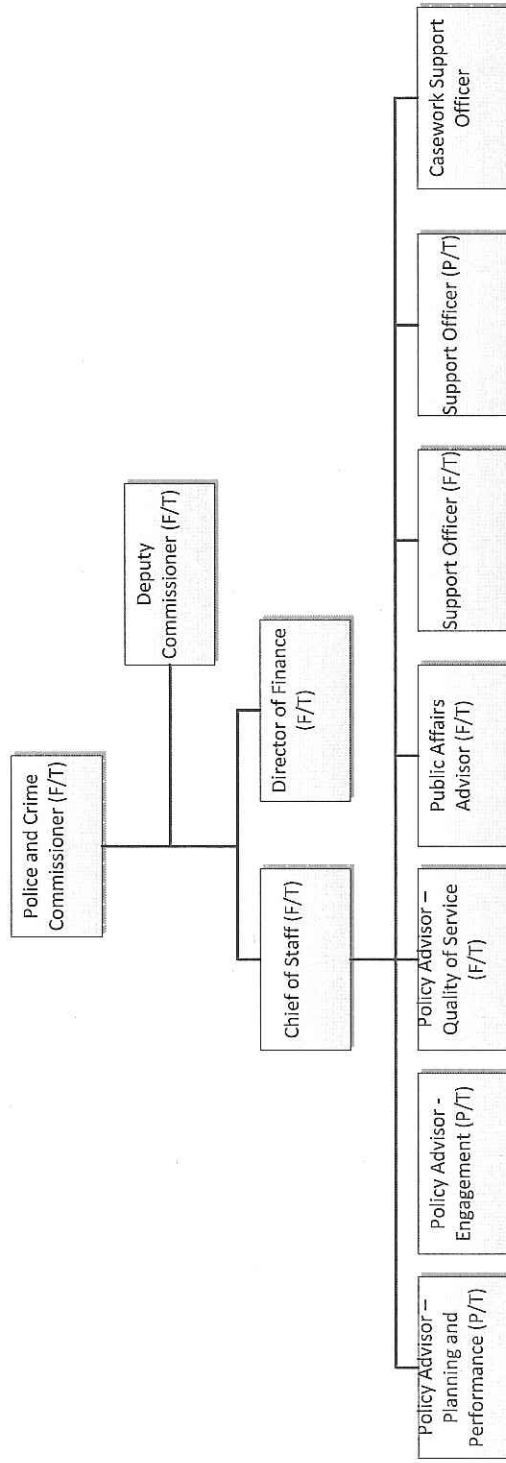 Police and Crime
Commissioner (F/T)
Deputy
Commissioner (F/T)
Chief of Staff (F/T)
Director of Finance
(F/T)
Policy Advisor –
Planning and
Performance (P/T)
Policy Advisor -
Engagement (P/T)
Policy Advisor –
Quality of Service
(F/T)
Public Affairs
Advisor (F/T)
Support Officer (F/T)
Support Officer (P/T)
Casework Support
Officer